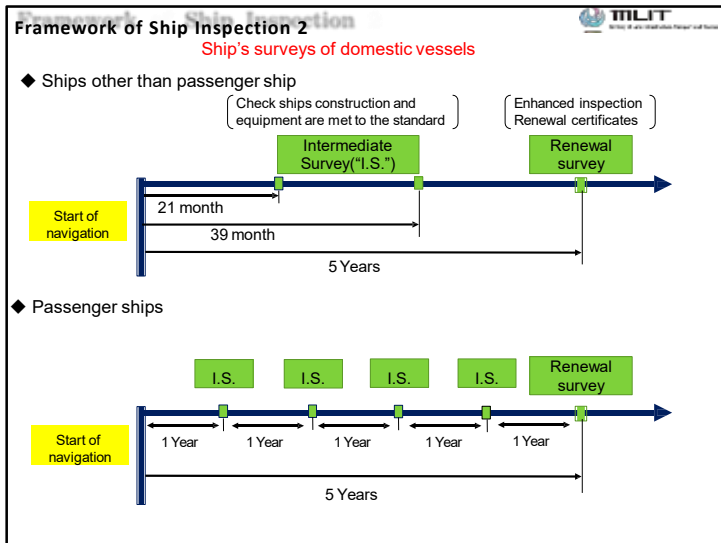 Framework of Ship Inspection 2
MLIT
Ship's surveys of domestic vessels
◆ Ships other than passenger ship
Check ships construction and
equipment are met to the standard
Enhanced inspection
Renewal certificates
Intermediate
Survey("I.S.")
Renewal
survey
Start of
navigation
21 month
39 month
5 Years
◆ Passenger ships
I.S.
I.S.
I.S.
I.S.
Renewal
survey
Start of
navigation
1 Year
1 Year
1 Year
1 Year
1 Year
5 Years